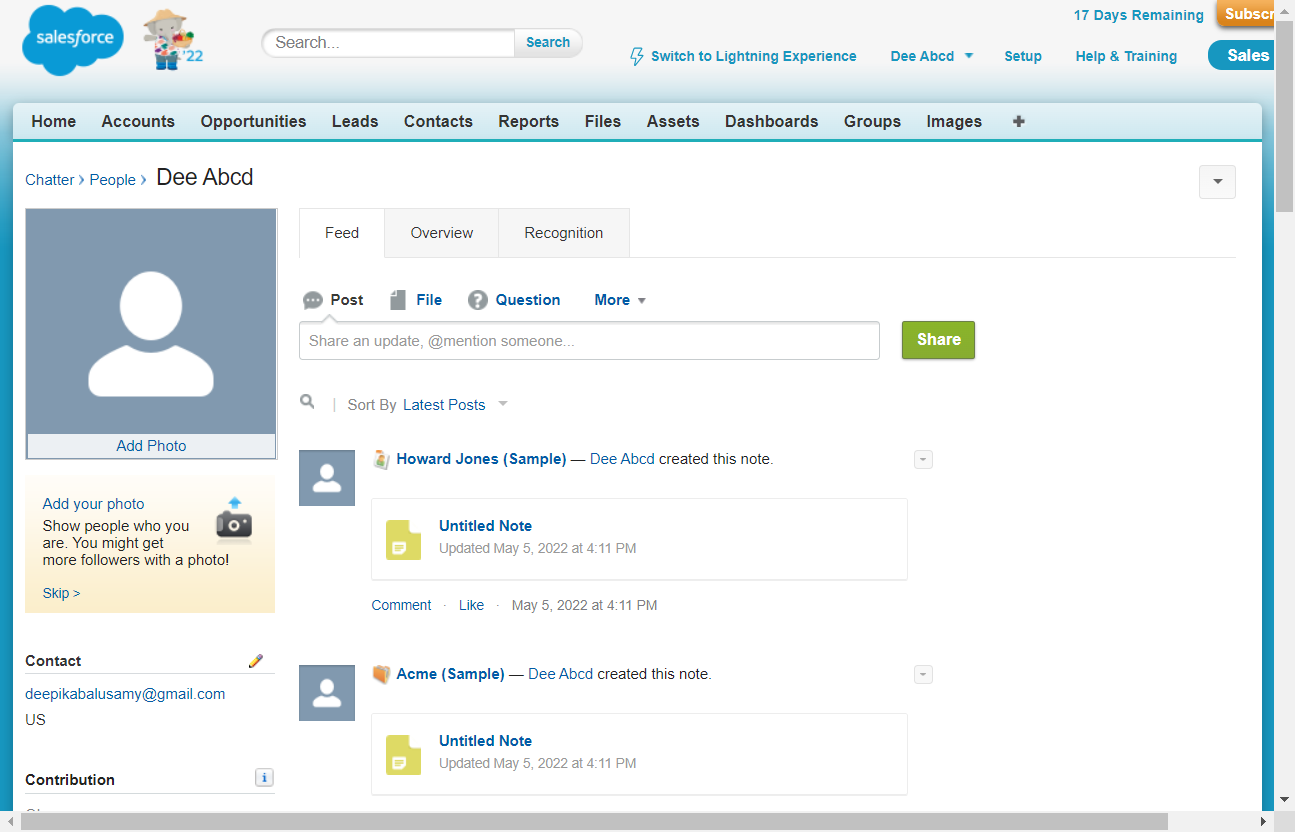 17 Days Remaining
Subscr
salesforce
'22
Search...
Search
Switch to Lightning Experience
Dee Abcd
Setup
Help & Training
Sales
Home
Accounts
Opportunities
Leads
Contacts
Reports
Files
Assets
Dashboards
Groups
Images
Chatter › People › Dee Abcd
Feed
Overview
Recognition
Post
File
Question
More
Share an update, @mention someone...
Share
| Sort By Latest Posts
Add Photo
Howard Jones (Sample) — Dee Abcd created this note.
Untitled Note
Updated May 5, 2022 at 4:11 PM
Comment · Like · May 5, 2022 at 4:11 PM
Add your photo
Show people who you
are. You might get
more followers with a photo!
Skip >
Contact
deepikabalusamy@gmail.com
US
Contribution
Acme (Sample) — Dee Abcd created this note.
Untitled Note
Updated May 5, 2022 at 4:11 PM